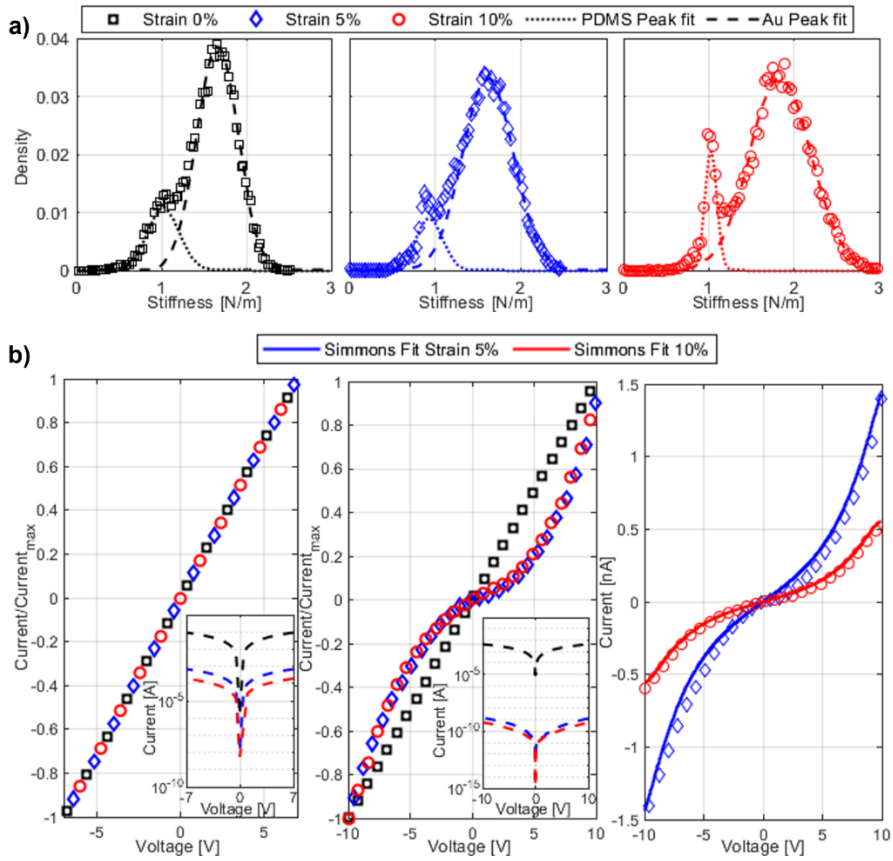 a)
Strain 0% Strain 5% Strain 10% PDMS Peak fit Au Peak fit
0.04
0.03
0.02
0.01
0
Density
0 1 2 3
Stiffness [N/m]
0 1 2 3
Stiffness [N/m]
0 1 2 3
Stiffness [N/m]
b)
Simmons Fit Strain 5% Simmons Fit 10%
1
0.8
0.6
0.4
0.2
0
-0.2
-0.4
-0.6
-0.8
-1
Current/Current_max
-5 0 5
Voltage [V]
Current [A]
10^-5
10^-10
-7 0 7
Voltage [V]
1
0.8
0.6
0.4
0.2
0
-0.2
-0.4
-0.6
-0.8
-1
Current/Current_max
-10 -5 0 5 10
Voltage [V]
Current [A]
10^-5
10^-10
10^-15
-10 0 10
Voltage [V]
1.5
1
0.5
0
-0.5
-1
-1.5
Current [nA]
-10 -5 0 5 10
Voltage [V]